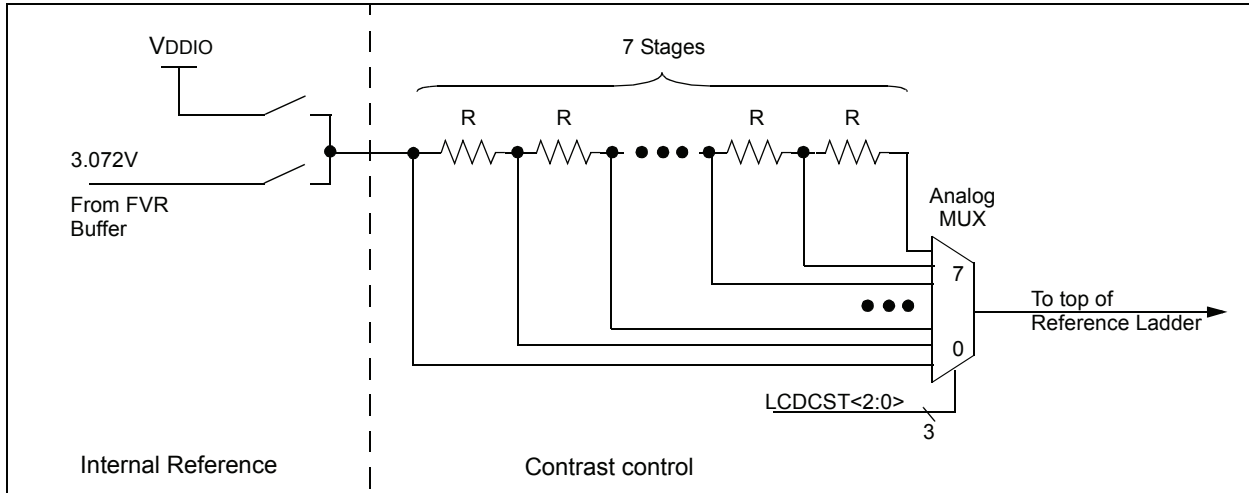 VDDIO
7 Stages
R
R
R
R
3.072V
From FVR
Buffer
Analog
MUX
7
0
To top of
Reference Ladder
LCDCST<2:0>
3
Internal Reference
Contrast control